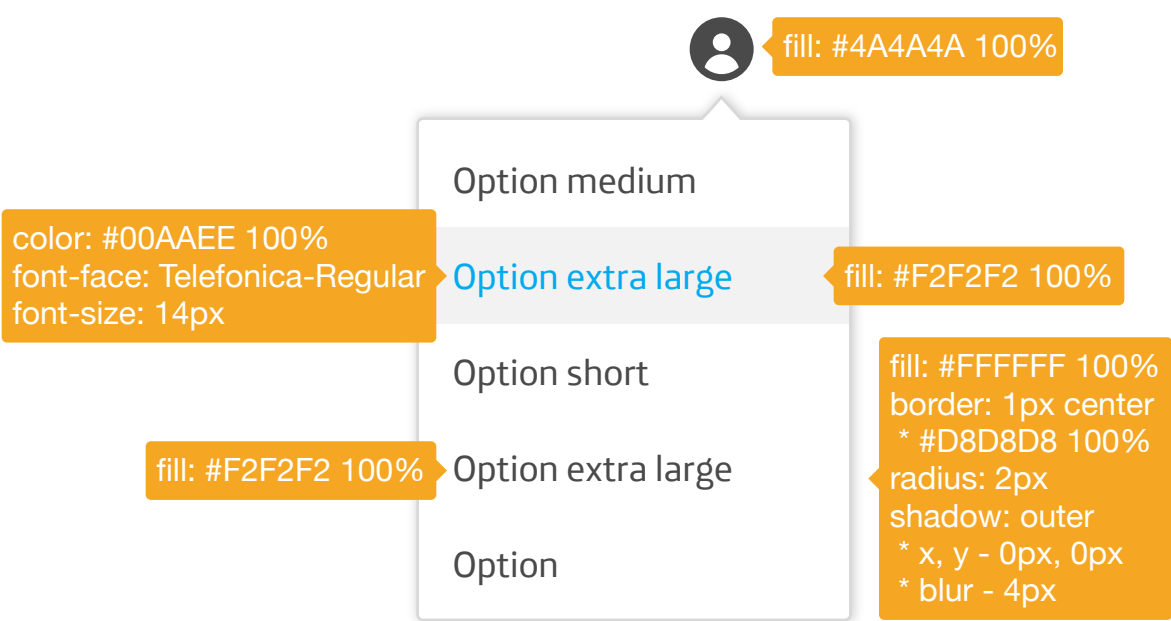 fill: #4A4A4A 100%
Option medium
color: #00AAEE 100%
font-face: Telefonica-Regular
font-size: 14px
Option extra large
fill: #F2F2F2 100%
Option short
fill: #FFFFFF 100%
border: 1px center
* #D8D8D8 100%
radius: 2px
shadow: outer
* x, y - 0px, 0px
* blur - 4px
fill: #F2F2F2 100%
Option extra large
Option